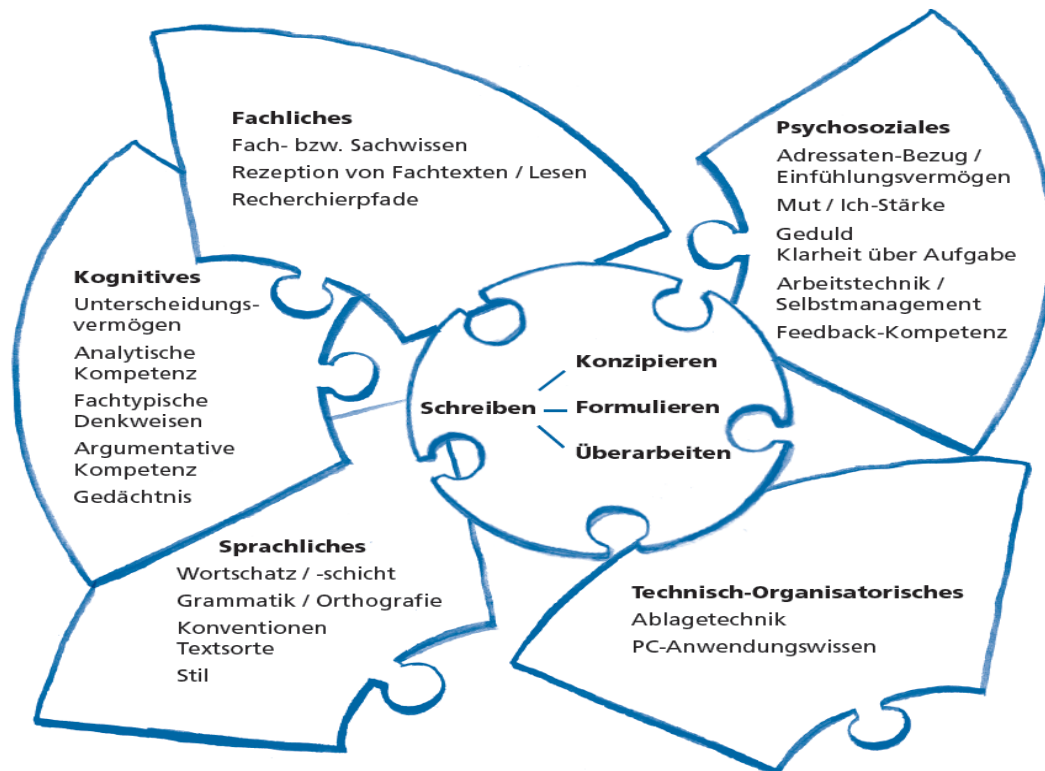 Fachliches
Fach- bzw. Sachwissen
Rezeption von Fachtexten / Lesen
Recherchierpfade
Psychosoziales
Adressaten-Bezug /
Einfühlungsvermögen
Mut / Ich-Stärke
Geduld
Klarheit über Aufgabe
Arbeitstechnik /
Selbstmanagement
Feedback-Kompetenz
Kognitives
Unterscheidungs-
vermögen
Analytische
Kompetenz
Fachtypische
Denkweisen
Argumentative
Kompetenz
Gedächtnis
Schreiben
Konzipieren
Formulieren
Überarbeiten
Sprachliches
Wortschatz / -schicht
Grammatik / Orthografie
Konventionen
Textsorte
Stil
Technisch-Organisatorisches
Ablagetechnik
PC-Anwendungswissen